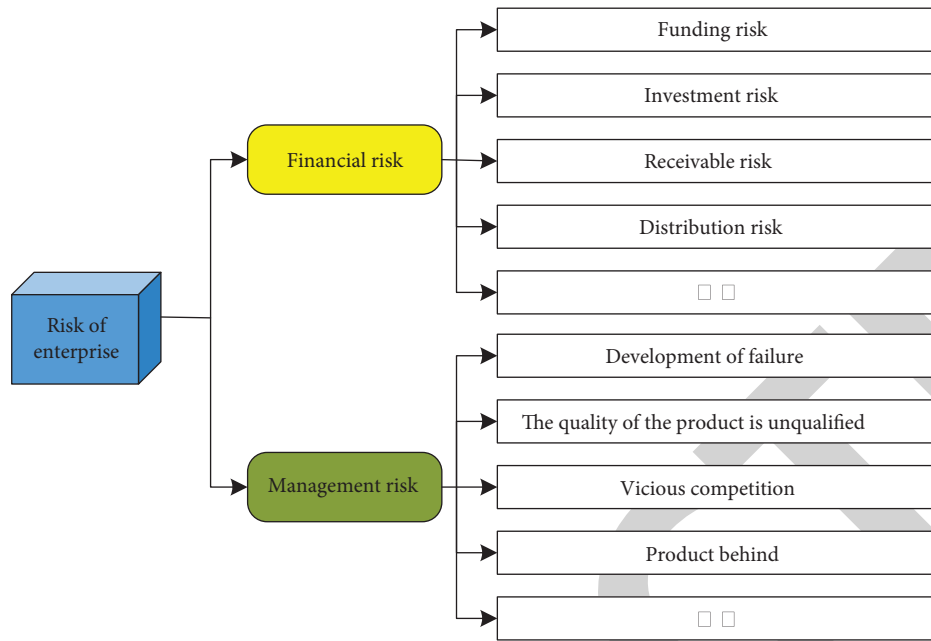 Funding risk
Investment risk
Financial risk
Receivable risk
Distribution risk
Risk of
enterprise
Development of failure
The quality of the product is unqualified
Management risk
Vicious competition
Product behind